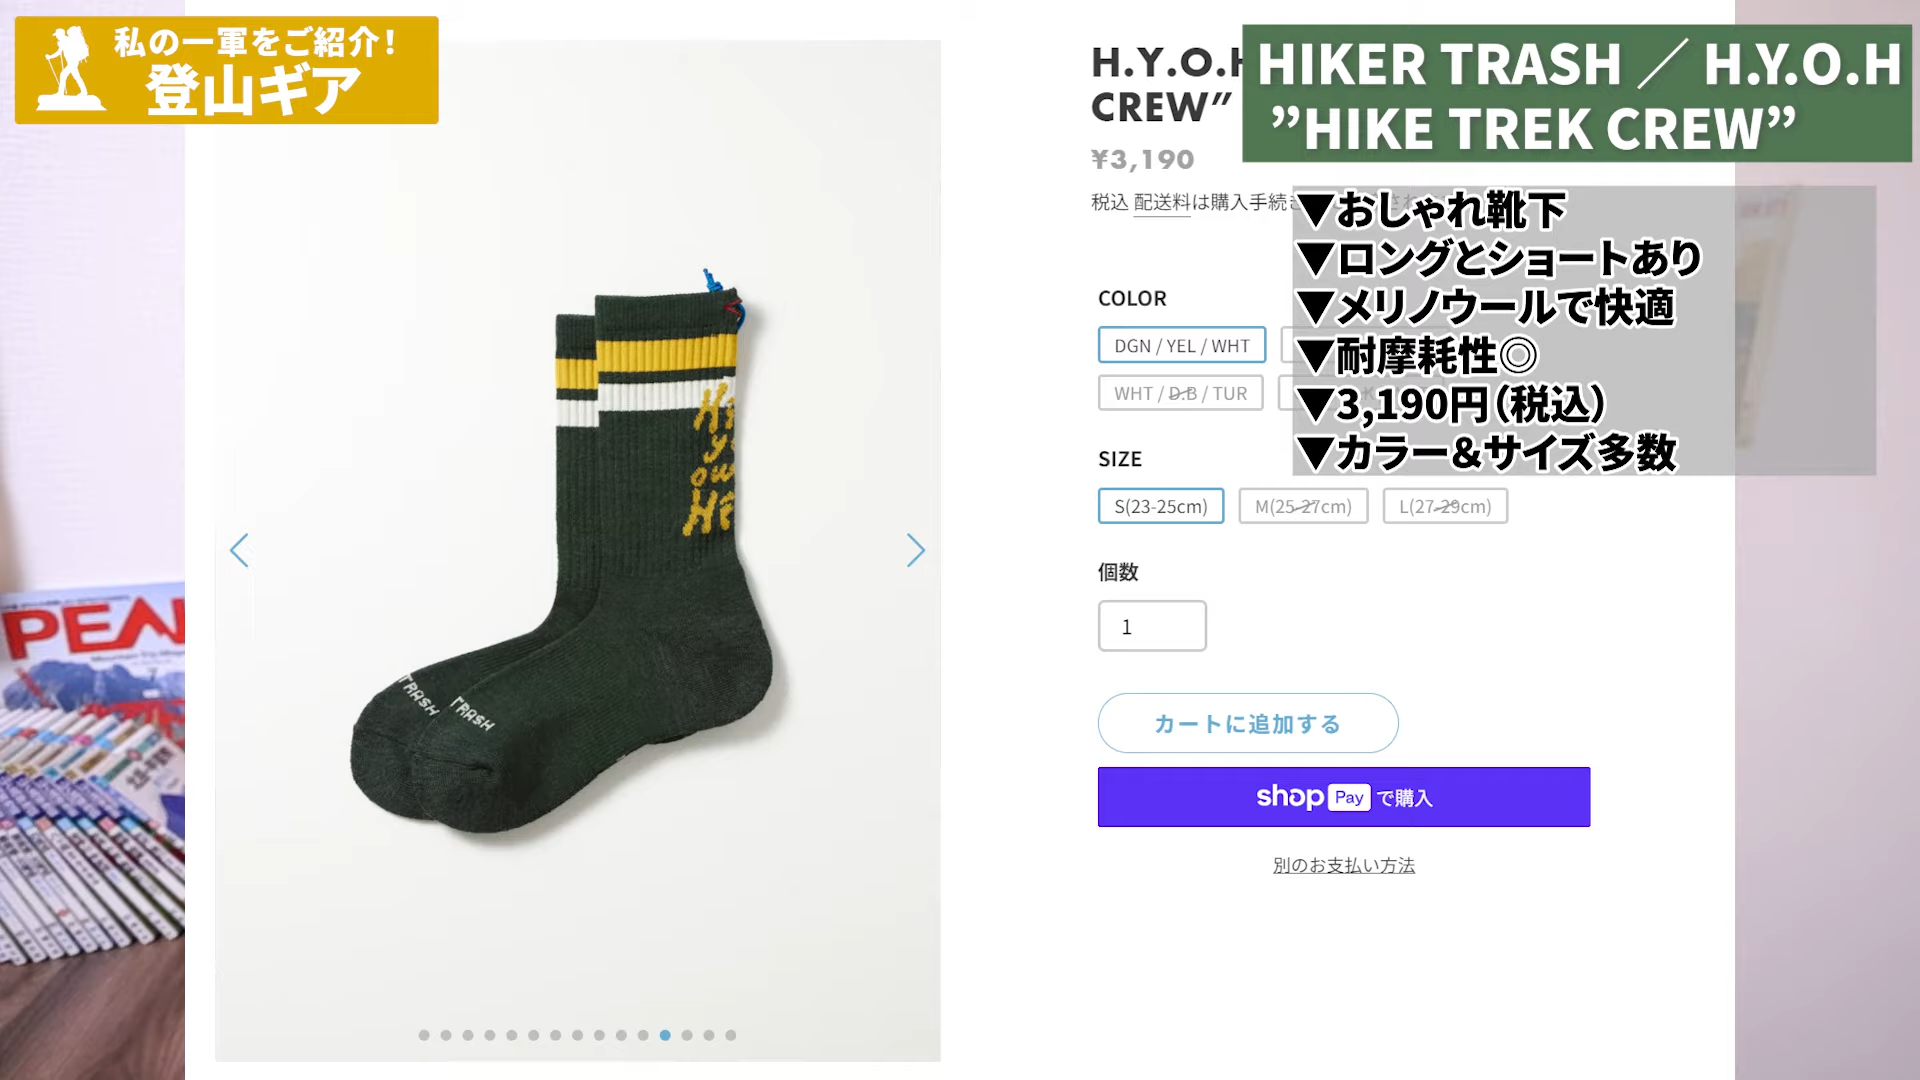 私の一軍をご紹介!
登山ギア
HIKER TRASH ／ H.Y.O.H
”HIKE TREK CREW”
H.Y.O.H
CREW”
¥3,190
税込 配送料は購入手続き
▼おしゃれ靴下
▼ロングとショートあり
▼メリノウールで快適
▼耐摩耗性◎
▼3,190円（税込）
▼カラー&サイズ多数
COLOR
DGN / YEL / WHT
WHT / D.B / TUR
SIZE
S(23-25cm) M(25-27cm) L(27-29cm)
個数
1
カートに追加する
shop Pay で購入
別のお支払い方法
TRASH
TRASH
PEA